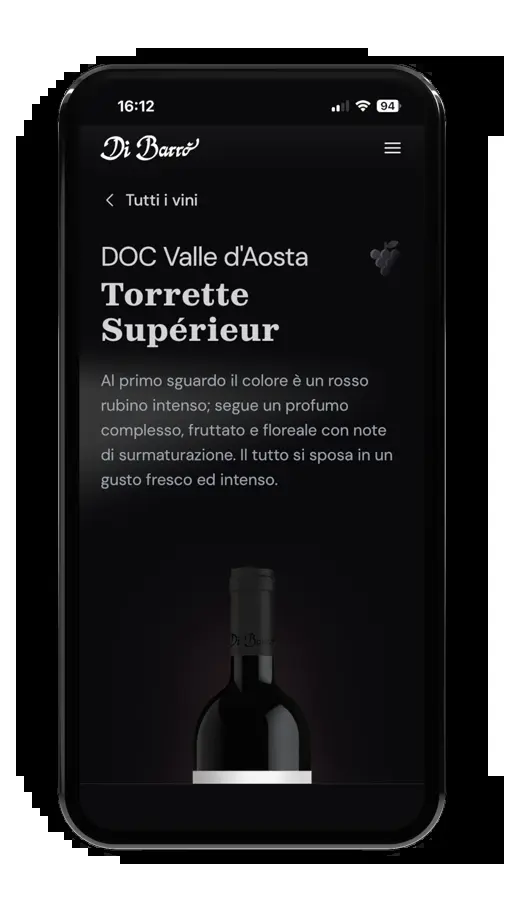 16:12
94
Di Barrò
Tutti i vini
DOC Valle d'Aosta
Torrette
Supérieur
Al primo sguardo il colore è un rosso
rubino intenso; segue un profumo
complesso, fruttato e floreale con note
di surmaturazione. Il tutto si sposa in un
gusto fresco ed intenso.
Di Barrò